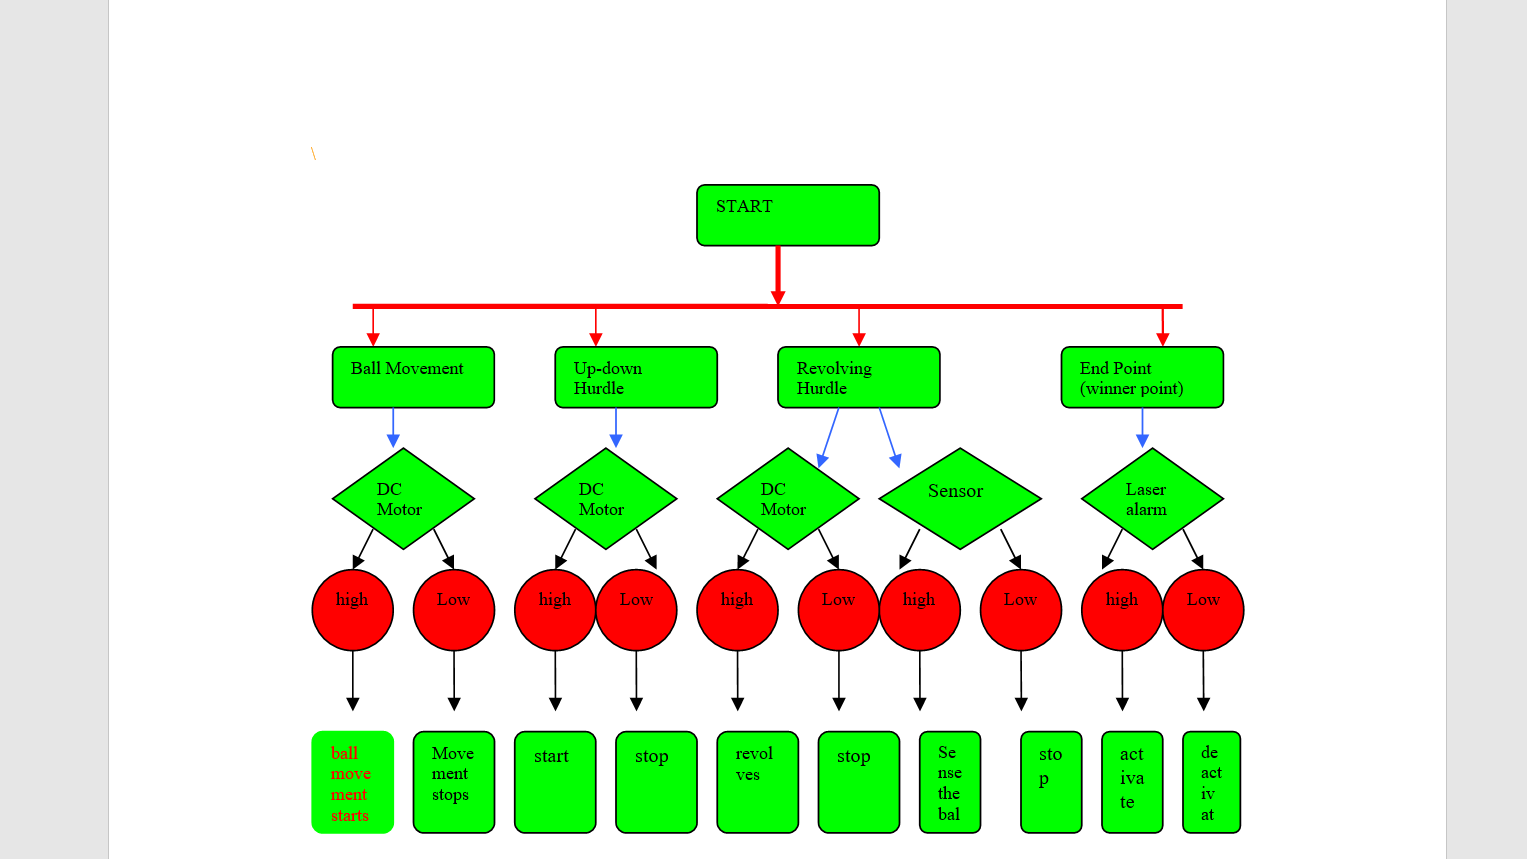 \
START
Ball Movement
Up-down
Hurdle
Revolving
Hurdle
End Point
(winner point)
DC
Motor
DC
Motor
DC
Motor
Sensor
Laser
alarm
high
Low
high
Low
high
Low
high
Low
high
Low
ball
move
ment
starts
Move
ment
stops
start
stop
revol
ves
stop
Se
nse
the
bal
sto
p
act
iva
te
de
act
iv
at